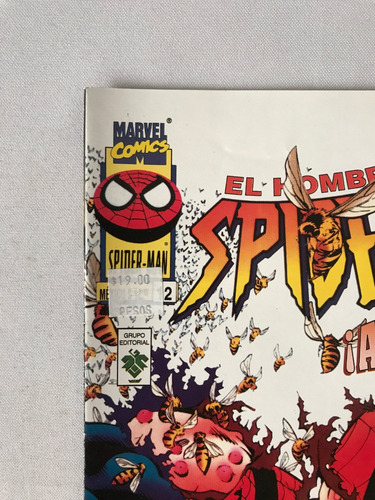 MARVEL
COMICS
EL HOMBRE
SPIDER-MAN
$19.00
2
PESOS
GRUPO
EDITORIAL
¡A